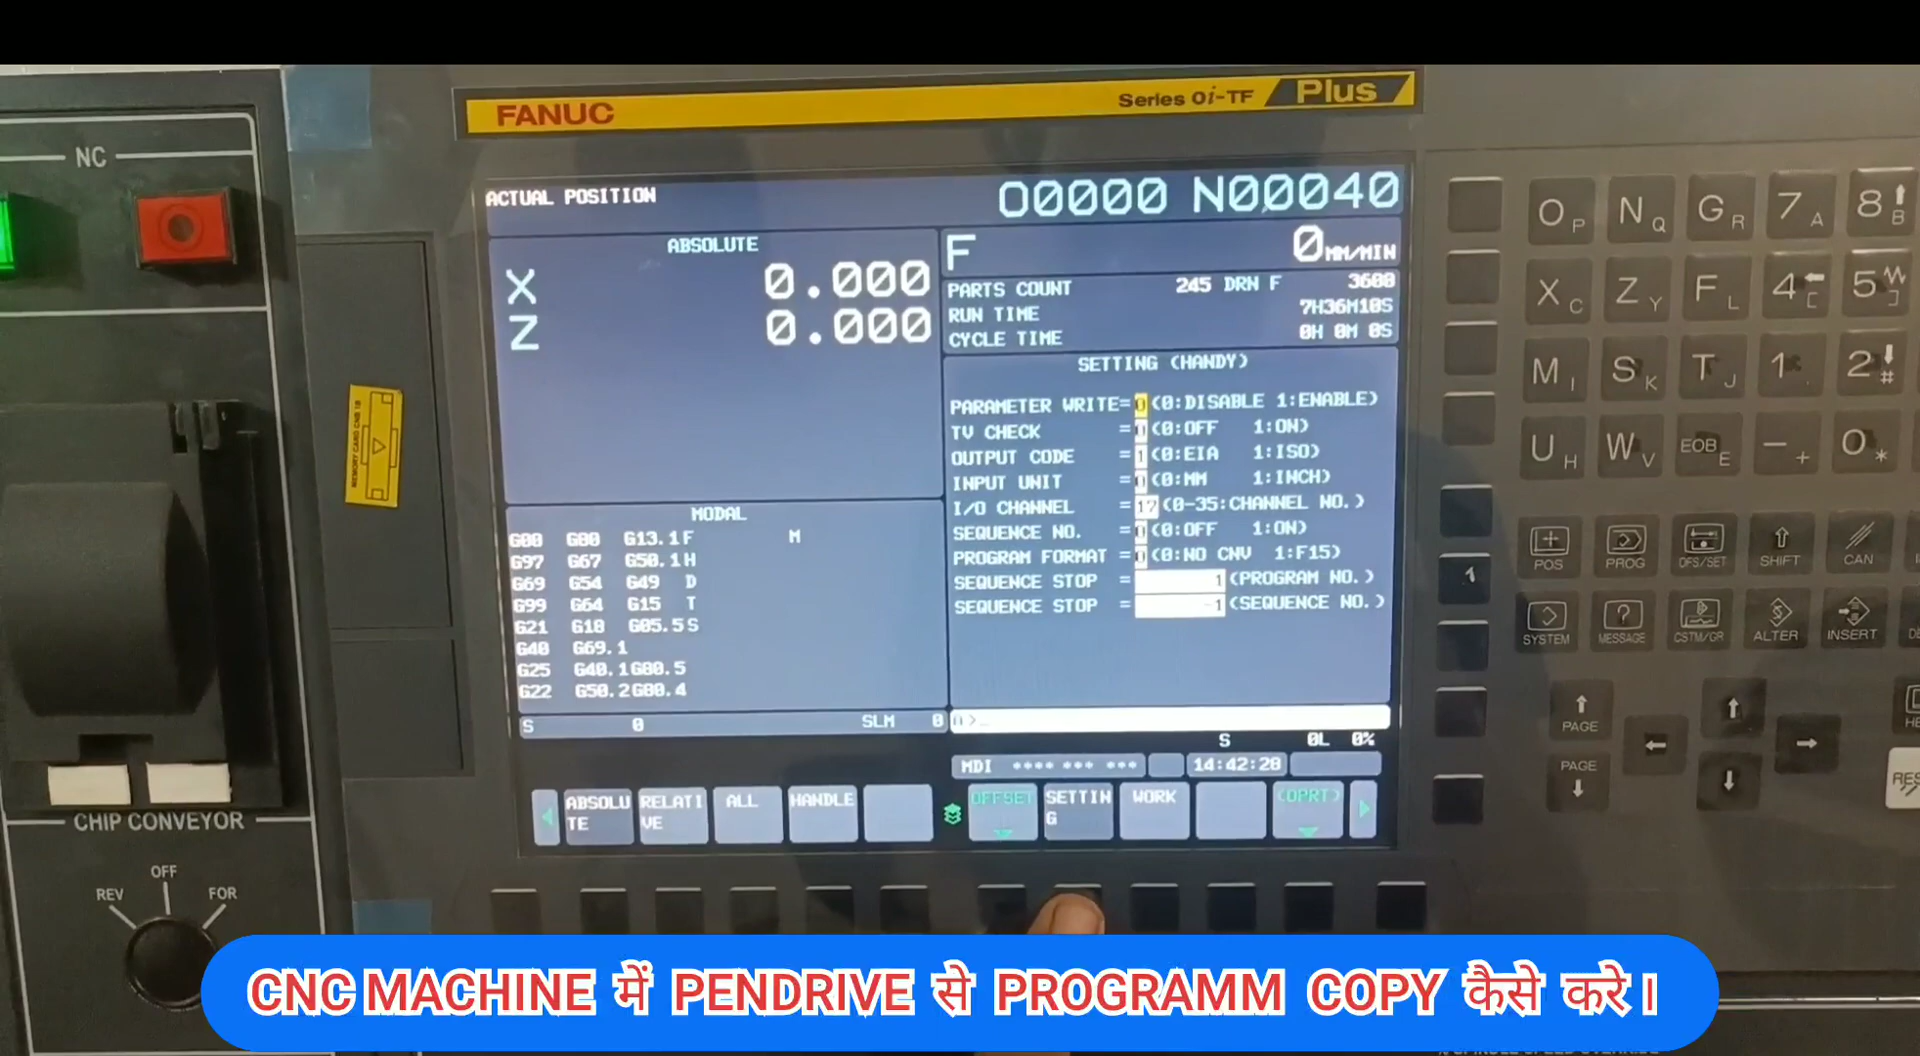 FANUC
Series 0i-TF Plus
NC
ACTUAL POSITION
O0000 N00040
ABSOLUTE
X 0.000
Z 0.000
F 0MM/MIN
PARTS COUNT 245 DRN F 3600
RUN TIME 7H36M10S
CYCLE TIME 0H 0M 0S
SETTING (HANDY)
PARAMETER WRITE=0(0:DISABLE 1:ENABLE)
TV CHECK =0(0:OFF 1:ON)
OUTPUT CODE =1(0:EIA 1:ISO)
INPUT UNIT =0(0:MM 1:INCH)
I/O CHANNEL =17(0-35:CHANNEL NO.)
SEQUENCE NO. =0(0:OFF 1:ON)
PROGRAM FORMAT =0(0:NO CNV 1:F15)
SEQUENCE STOP = 1(PROGRAM NO.)
SEQUENCE STOP = -1(SEQUENCE NO.)
MODAL
G00 G80 G13.1 F M
G97 G67 G50.1 H
G69 G54 G49 D
G99 G64 G15 T
G21 G18 G05.5 S
G40 G69.1
G25 G40.1 G80.5
G22 G50.2 G80.4
S 0 SLM 0
S 0L 0%
MDI **** *** *** 14:42:28
ABSOLUTE RELATIVE ALL HANDLE OFFSET SETTING WORK (OPRT)
O P N Q G R 7 A 8 B
X C Z Y F L 4 [ 5 ]
M I S K T J 1 , 2 #
U H W V EOB E - + 0 *
POS PROG OFS/SET SHIFT CAN
SYSTEM MESSAGE CSTM/GR ALTER INSERT
PAGE
PAGE
CHIP CONVEYOR
REV OFF FOR
CNC MACHINE में PENDRIVE से PROGRAMM COPY कैसे करे।